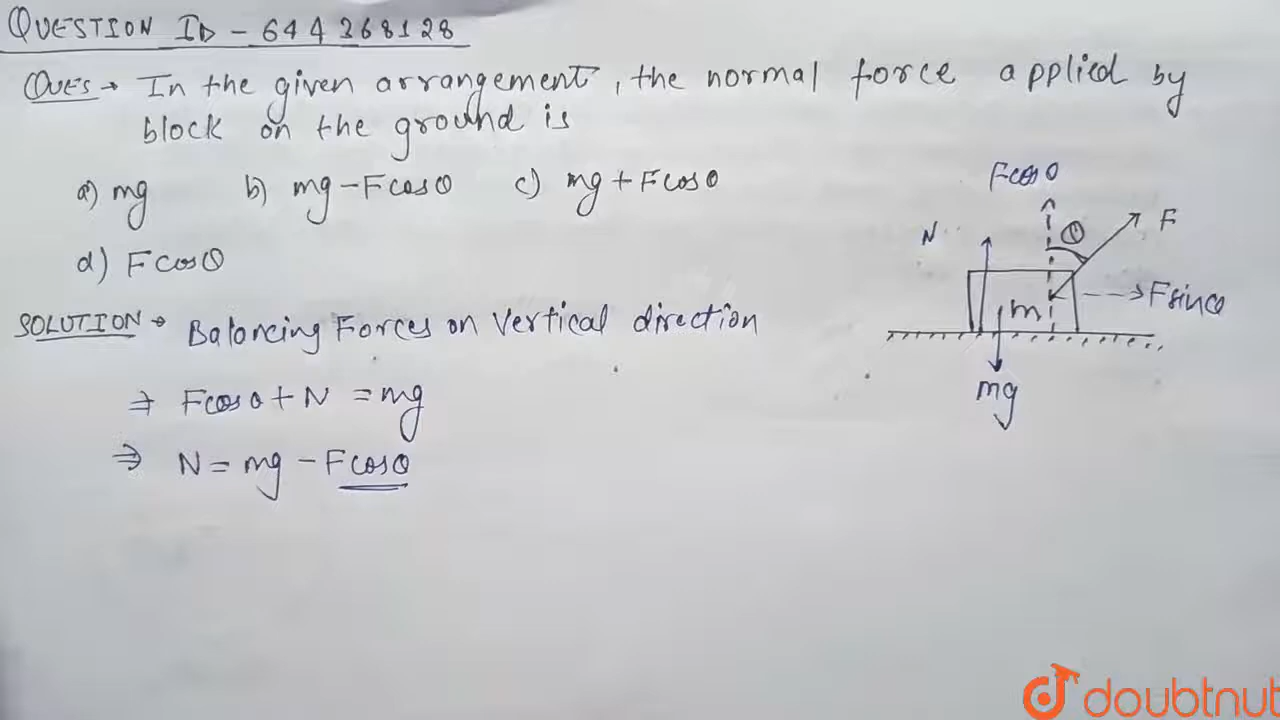 QUESTION ID - 644268128
QUES → In the given arrangement, the normal force applied by
block on the ground is
a) mg b) mg - Fcosθ c) mg + Fcosθ
d) Fcosθ
Fcosθ
N
θ
F
m
Fsinθ
mg
SOLUTION → Balancing Forces on vertical direction
⇒ Fcosθ + N = mg
⇒ N = mg - Fcosθ
doubtnut